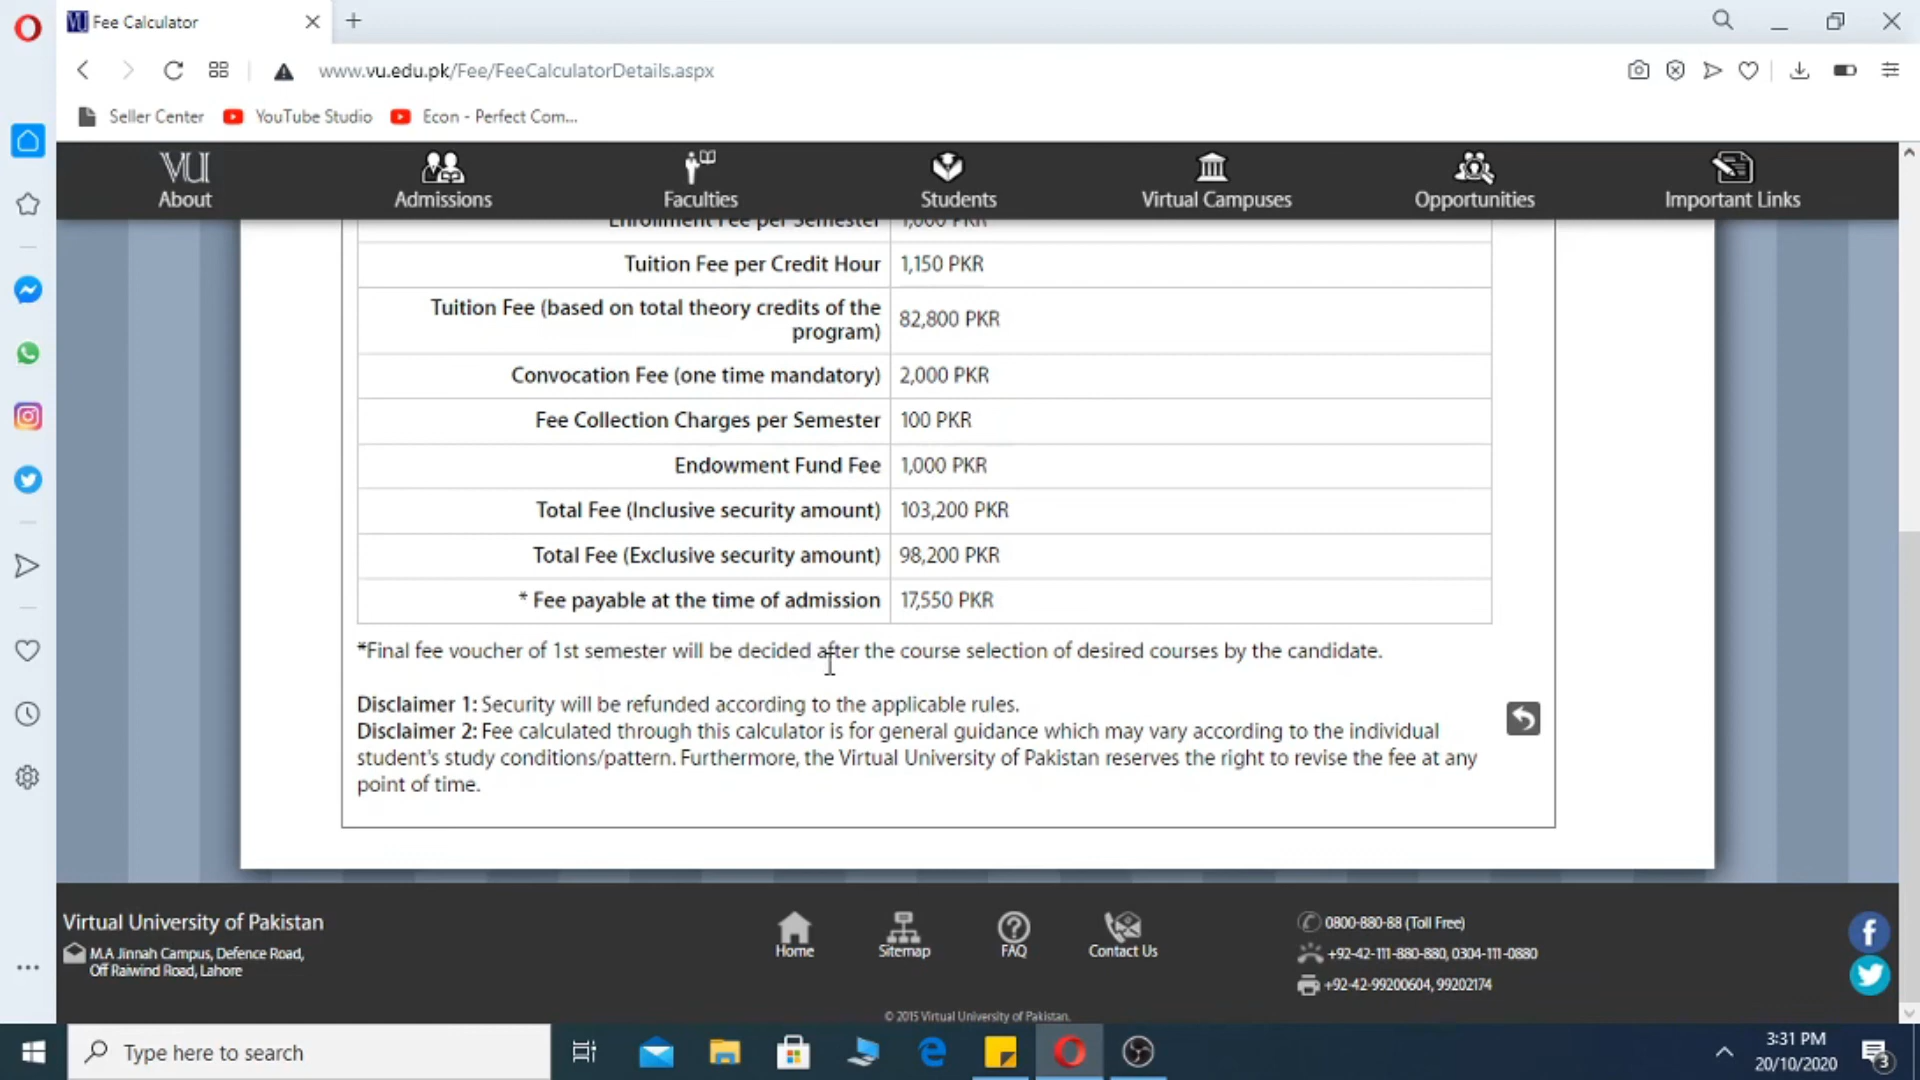 Fee Calculator
www.vu.edu.pk/Fee/FeeCalculatorDetails.aspx
Seller Center
YouTube Studio
Econ - Perfect Com...
VU
About
Admissions
Faculties
Students
Virtual Campuses
Opportunities
Important Links
Enrollment Fee per Semester 1,000 PKR
Tuition Fee per Credit Hour 1,150 PKR
Tuition Fee (based on total theory credits of the
program) 82,800 PKR
Convocation Fee (one time mandatory) 2,000 PKR
Fee Collection Charges per Semester 100 PKR
Endowment Fund Fee 1,000 PKR
Total Fee (Inclusive security amount) 103,200 PKR
Total Fee (Exclusive security amount) 98,200 PKR
* Fee payable at the time of admission 17,550 PKR
*Final fee voucher of 1st semester will be decided after the course selection of desired courses by the candidate.
Disclaimer 1: Security will be refunded according to the applicable rules.
Disclaimer 2: Fee calculated through this calculator is for general guidance which may vary according to the individual
student's study conditions/pattern. Furthermore, the Virtual University of Pakistan reserves the right to revise the fee at any
point of time.
Virtual University of Pakistan
M.A Jinnah Campus, Defence Road,
Off Raiwind Road, Lahore
Home
Sitemap
FAQ
Contact Us
0800-880-88 (Toll Free)
+92-42-111-880-880, 0304-111-0880
+92-42-99200604, 99202174
© 2015 Virtual University of Pakistan.
Type here to search
3:31 PM
20/10/2020
3